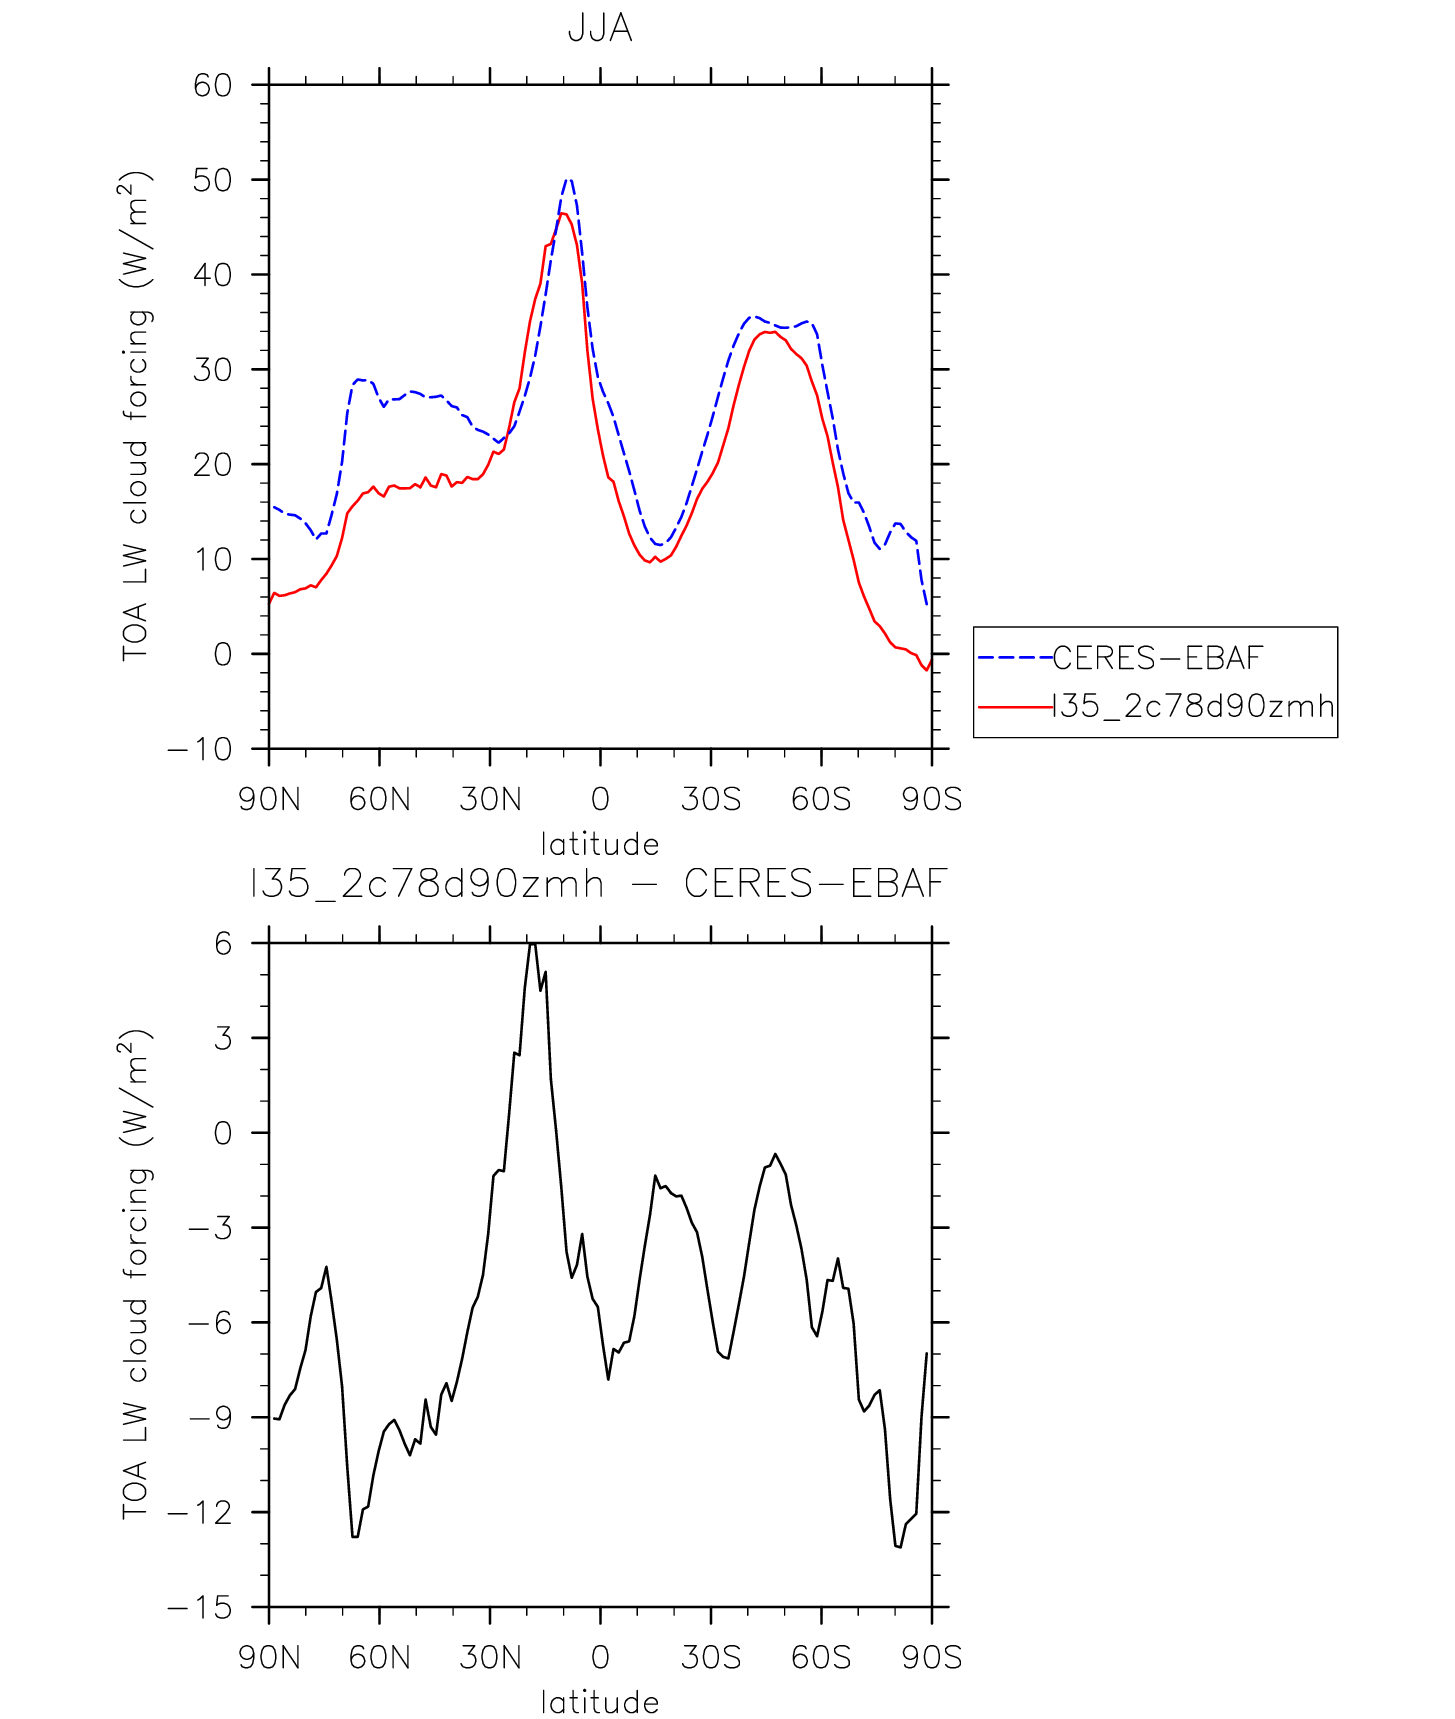 JJA
60
50
40
30
20
10
0
−10
TOA LW cloud forcing (W/m²)
90N 60N 30N 0 30S 60S 90S
latitude
CERES−EBAF
I35_2c78d90zmh
I35_2c78d90zmh − CERES−EBAF
6
3
0
−3
−6
−9
−12
−15
TOA LW cloud forcing (W/m²)
90N 60N 30N 0 30S 60S 90S
latitude